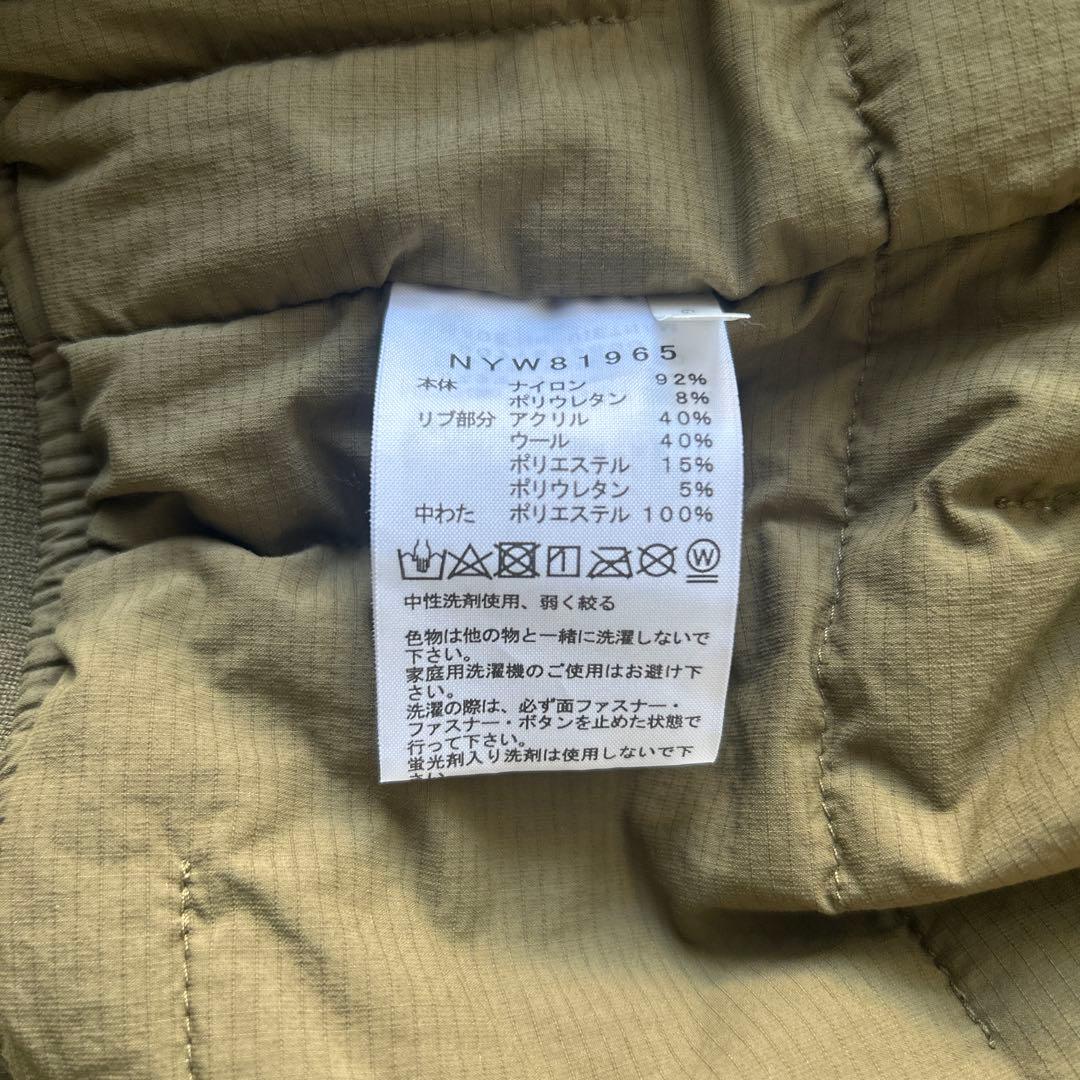 NYW81965
本体 ナイロン 92%
ポリウレタン 8%
リブ部分 アクリル 40%
ウール 40%
ポリエステル 15%
ポリウレタン 5%
中わた ポリエステル 100%
W
中性洗剤使用、弱く絞る
色物は他の物と一緒に洗濯しないで
下さい。
家庭用洗濯機のご使用はお避け下
さい。
洗濯の際は、必ず面ファスナー・
ファスナー・ボタンを止めた状態で
行って下さい。
蛍光剤入り洗剤は使用しないで下
さい。